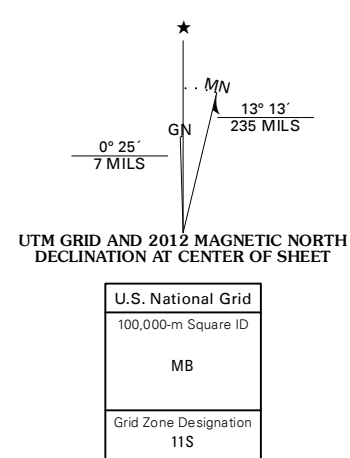 ★
MN
13° 13´
235 MILS
GN
0° 25´
7 MILS
UTM GRID AND 2012 MAGNETIC NORTH
DECLINATION AT CENTER OF SHEET
U.S. National Grid
100,000-m Square ID
MB
Grid Zone Designation
11S